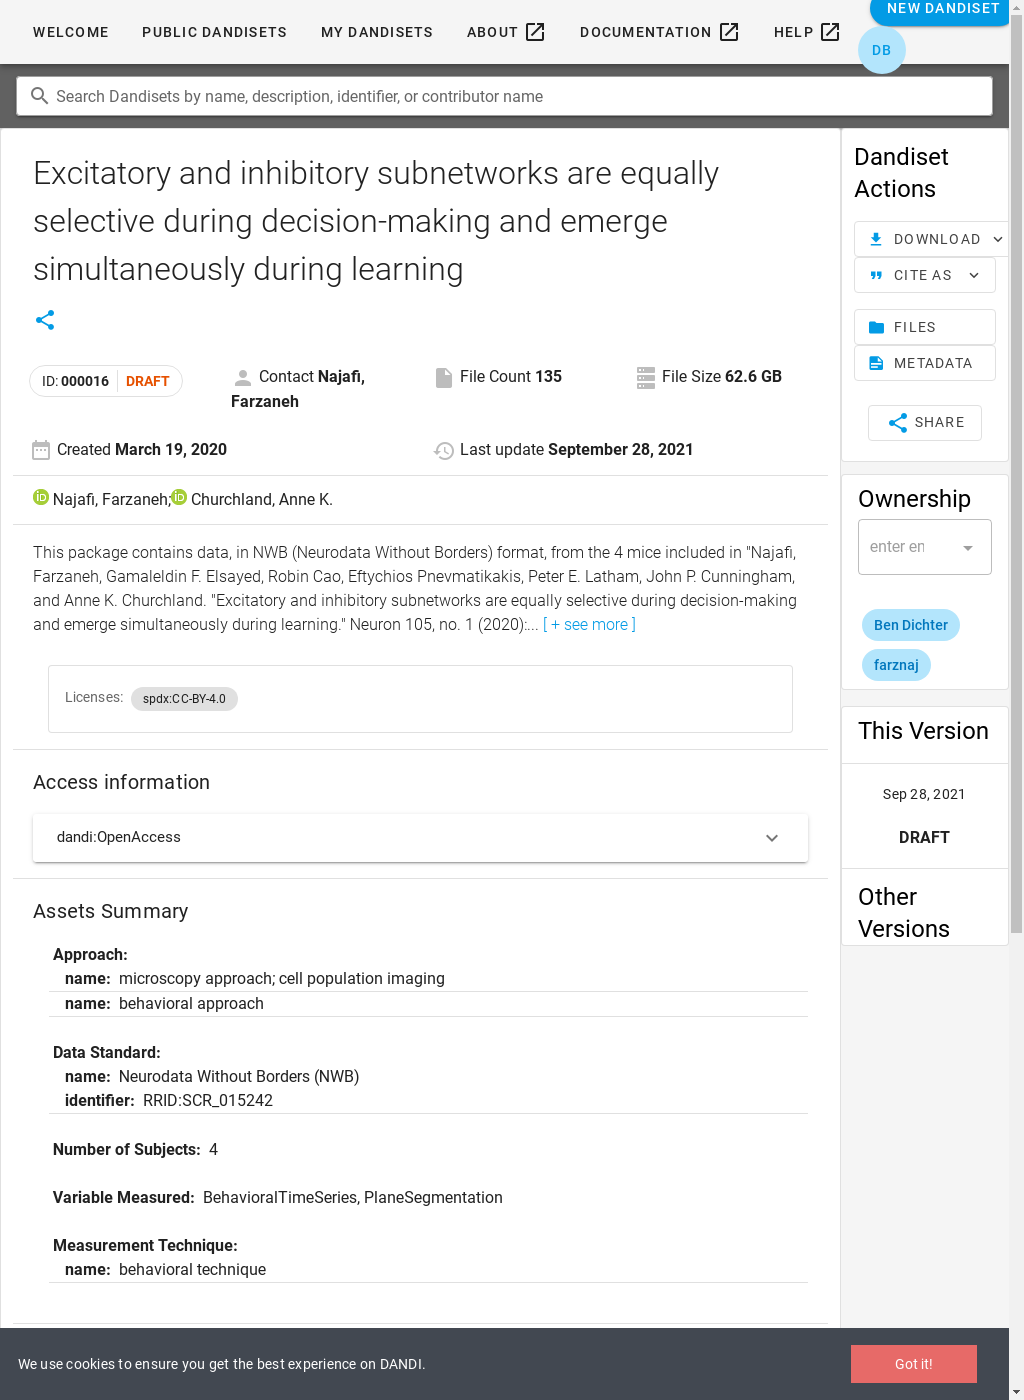 WELCOME PUBLIC DANDISETS MY DANDISETS ABOUT DOCUMENTATION HELP NEW DANDISET
DB
Search Dandisets by name, description, identifier, or contributor name
Excitatory and inhibitory subnetworks are equally
selective during decision-making and emerge
simultaneously during learning
ID: 000016 DRAFT
Contact Najafi,
Farzaneh
File Count 135
File Size 62.6 GB
Created March 19, 2020
Last update September 28, 2021
iD Najafi, Farzaneh; iD Churchland, Anne K.
This package contains data, in NWB (Neurodata Without Borders) format, from the 4 mice included in "Najafi,
Farzaneh, Gamaleldin F. Elsayed, Robin Cao, Eftychios Pnevmatikakis, Peter E. Latham, John P. Cunningham,
and Anne K. Churchland. "Excitatory and inhibitory subnetworks are equally selective during decision-making
and emerge simultaneously during learning." Neuron 105, no. 1 (2020):... [ + see more ]
Licenses: spdx:CC-BY-4.0
Access information
dandi:OpenAccess
Assets Summary
Approach:
name: microscopy approach; cell population imaging
name: behavioral approach
Data Standard:
name: Neurodata Without Borders (NWB)
identifier: RRID:SCR_015242
Number of Subjects: 4
Variable Measured: BehavioralTimeSeries, PlaneSegmentation
Measurement Technique:
name: behavioral technique
Dandiset
Actions
DOWNLOAD
CITE AS
FILES
METADATA
SHARE
Ownership
enter en
Ben Dichter
farznaj
This Version
Sep 28, 2021
DRAFT
Other
Versions
We use cookies to ensure you get the best experience on DANDI.
Got it!